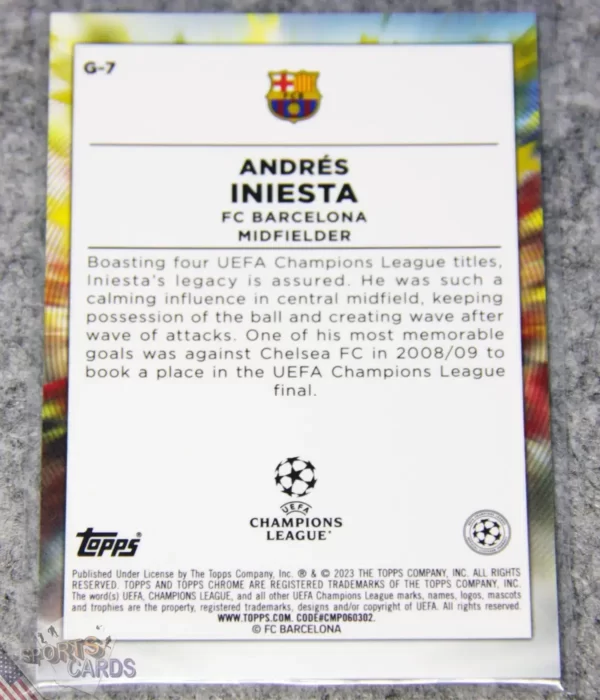 G-7
FCB
ANDRÉS
INIESTA
FC BARCELONA
MIDFIELDER
Boasting four UEFA Champions League titles,
Iniesta's legacy is assured. He was such a
calming influence in central midfield, keeping
possession of the ball and creating wave after
wave of attacks. One of his most memorable
goals was against Chelsea FC in 2008/09 to
book a place in the UEFA Champions League
final.
UEFA
CHAMPIONS
LEAGUE®
topps®
Published Under License by The Topps Company, Inc. ® & © 2023 THE TOPPS COMPANY, INC. ALL RIGHTS
RESERVED. TOPPS AND TOPPS CHROME ARE REGISTERED TRADEMARKS OF THE TOPPS COMPANY, INC.
The word(s) UEFA, CHAMPIONS LEAGUE, and all other UEFA Champions League marks, names, logos, mascots
and trophies are the property, registered trademarks, designs and/or copyright of UEFA. All rights reserved.
WWW.TOPPS.COM. CODE#CMP060302.
© FC BARCELONA
SPORTS
CARDS